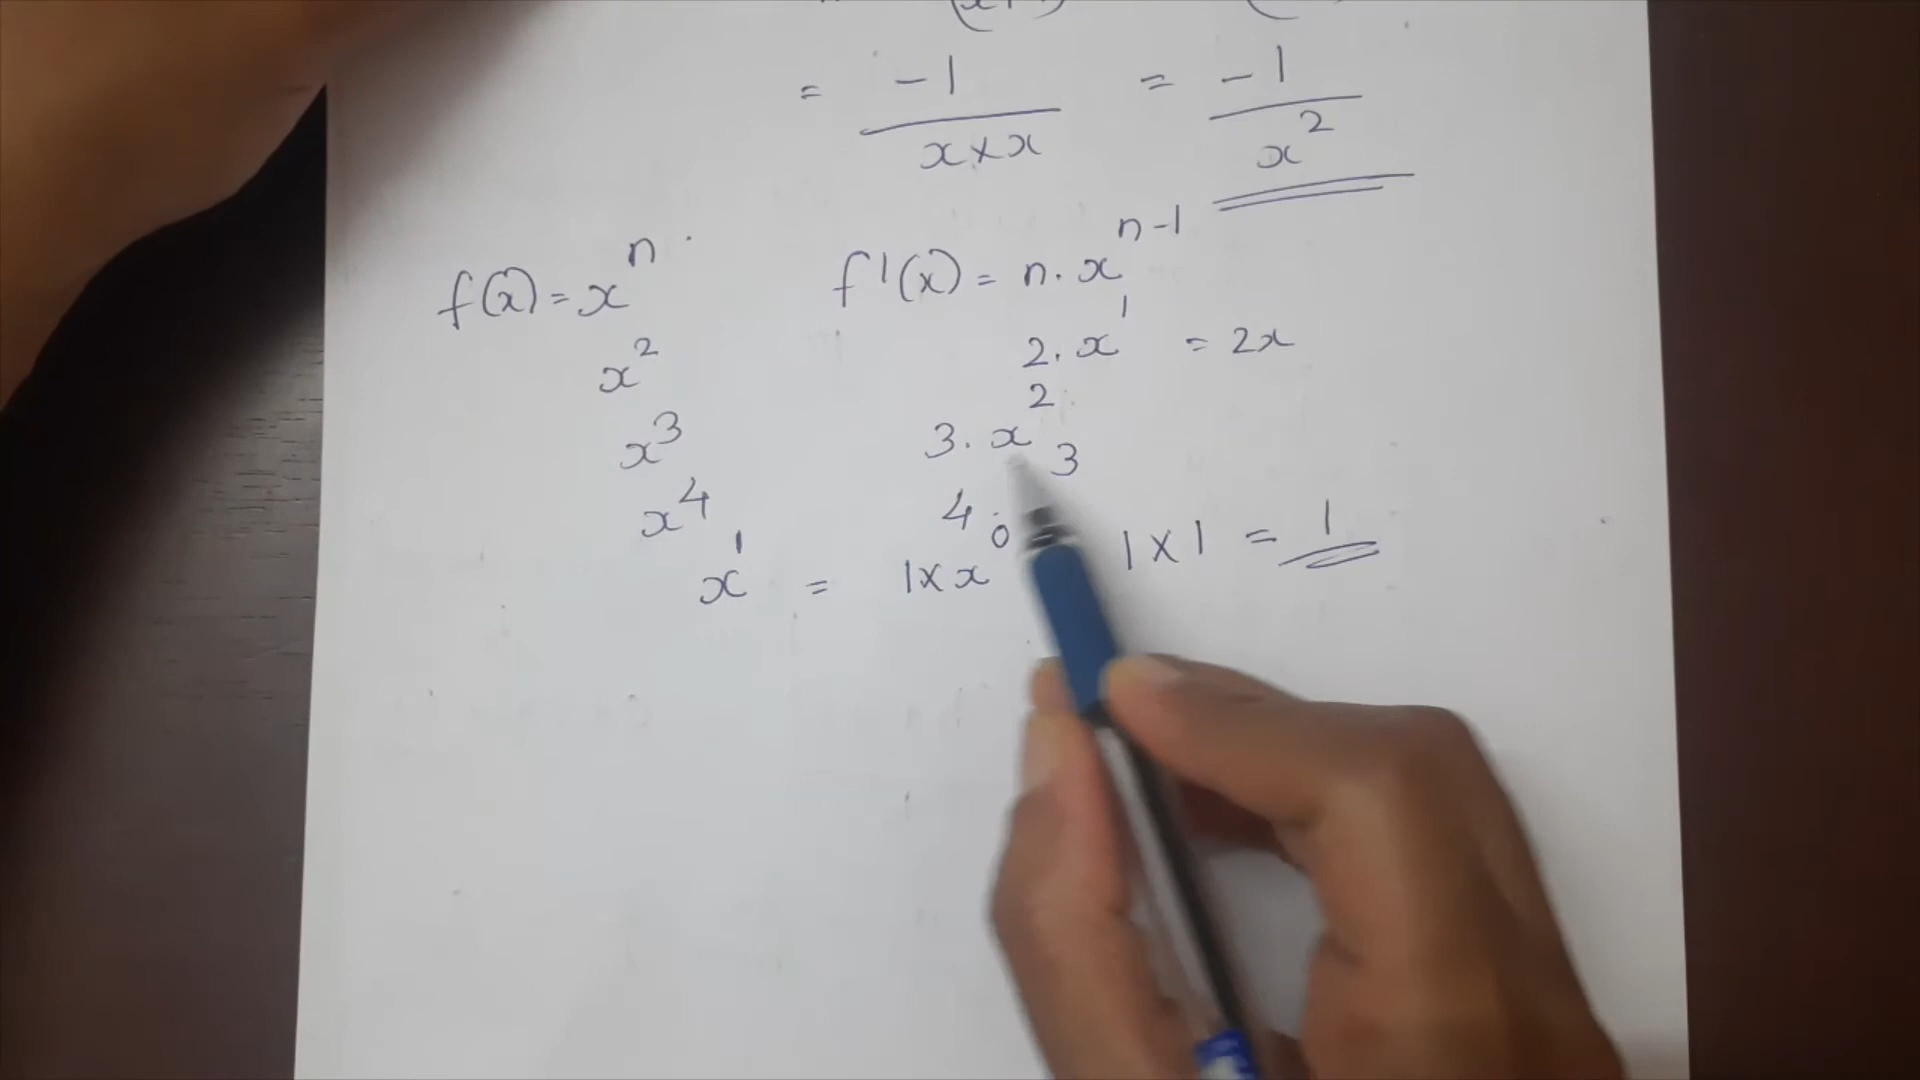 = -1 / x×x = -1 / x²
f(x) = xⁿ f'(x) = n.xⁿ⁻¹
x² 2.x¹ = 2x
x³ 3.x²
x⁴ 4. 3
x¹ = 1×x⁰ = 1×1 = 1